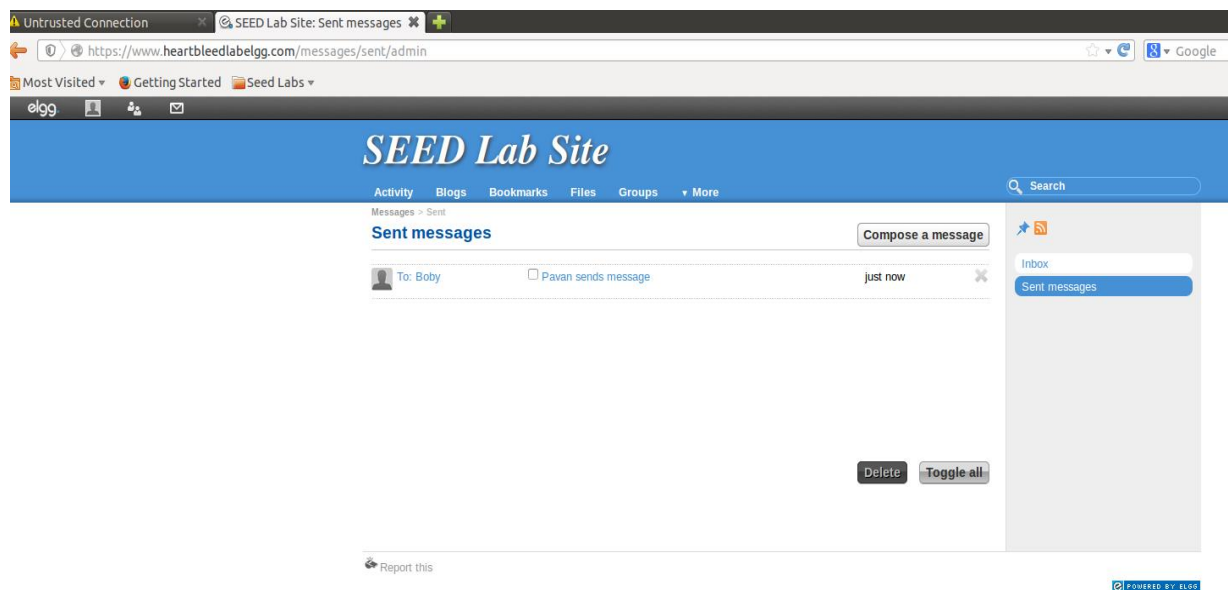 Untrusted Connection SEED Lab Site: Sent messages
https://www.heartbleedlabelgg.com/messages/sent/admin Google
Most Visited Getting Started Seed Labs
elgg
SEED Lab Site
Activity Blogs Bookmarks Files Groups More Search
Messages > Sent
Sent messages Compose a message
Inbox
To: Boby Pavan sends message just now
Sent messages
Delete Toggle all
Report this
POWERED BY ELGG